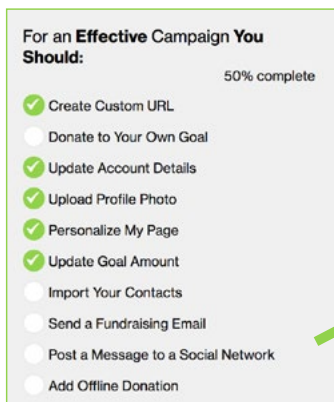 For an Effective Campaign You
Should:
50% complete
Create Custom URL
Donate to Your Own Goal
Update Account Details
Upload Profile Photo
Personalize My Page
Update Goal Amount
Import Your Contacts
Send a Fundraising Email
Post a Message to a Social Network
Add Offline Donation